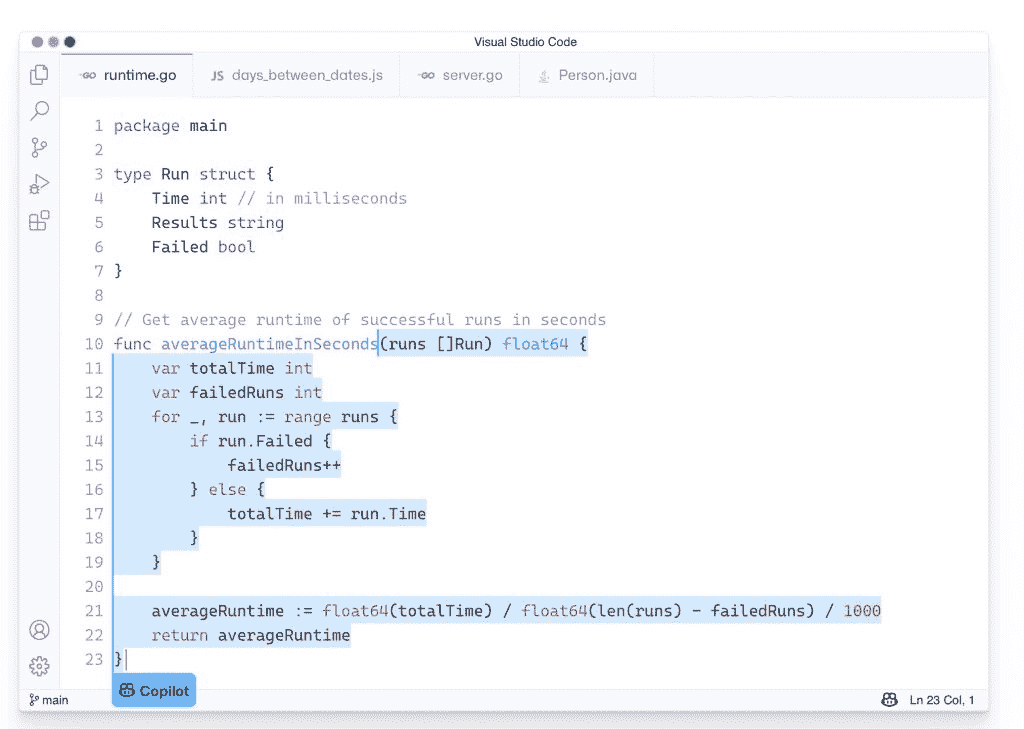 Visual Studio Code
GO runtime.go JS days_between_dates.js GO server.go Person.java
1 package main
2
3 type Run struct {
4     Time int // in milliseconds
5     Results string
6     Failed bool
7 }
8
9 // Get average runtime of successful runs in seconds
10 func averageRuntimeInSeconds(runs []Run) float64 {
11     var totalTime int
12     var failedRuns int
13     for _, run := range runs {
14         if run.Failed {
15             failedRuns++
16         } else {
17             totalTime += run.Time
18         }
19     }
20
21     averageRuntime := float64(totalTime) / float64(len(runs) - failedRuns) / 1000
22     return averageRuntime
23 }
Copilot
main Ln 23 Col, 1